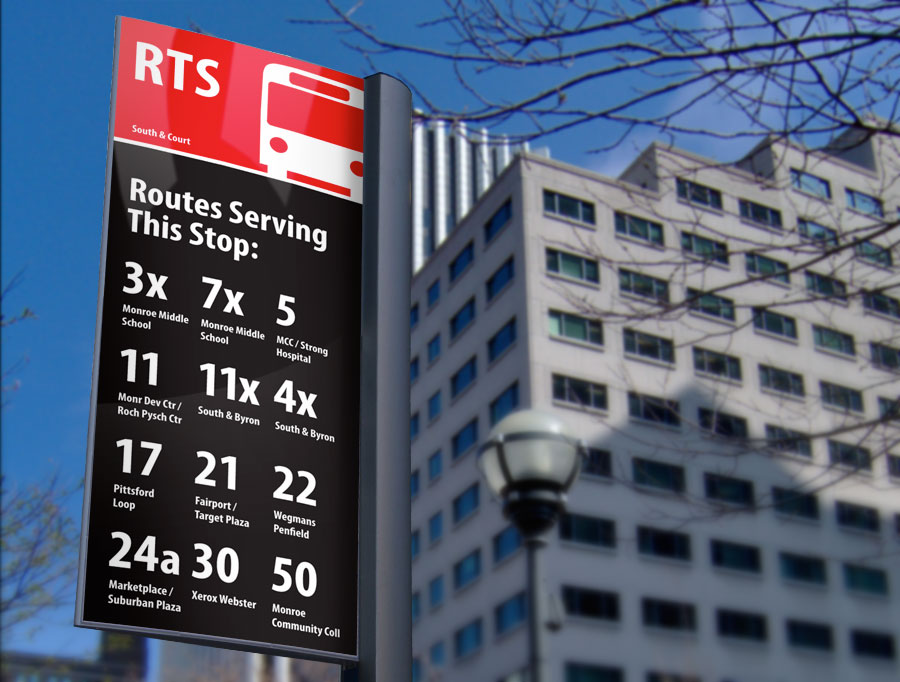 RTS
South & Court
Routes Serving
This Stop:
3x
Monroe Middle
School
7x
Monroe Middle
School
5
MCC / Strong
Hospital
11
Monr Dev Ctr /
Roch Pysch Ctr
11x
South & Byron
4x
South & Byron
17
Pittsford
Loop
21
Fairport /
Target Plaza
22
Wegmans
Penfield
24a
Marketplace /
Suburban Plaza
30
Xerox Webster
50
Monroe
Community Coll